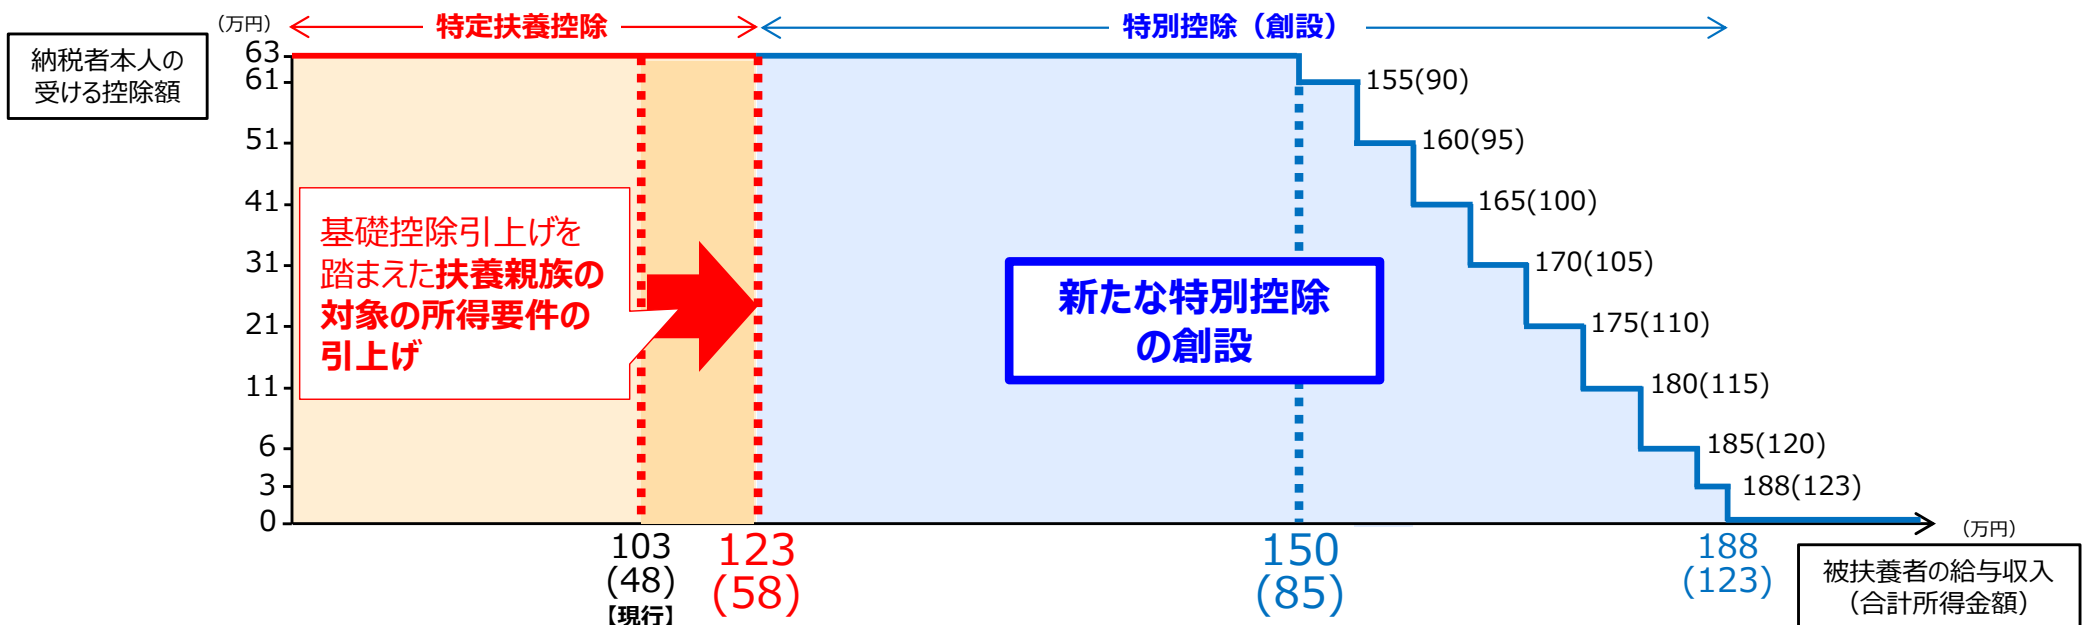 (万円)
特定扶養控除
特別控除(創設)
納税者本人の
受ける控除額
63
61
51
41
31
21
11
6
3
0
155(90)
160(95)
165(100)
170(105)
175(110)
180(115)
185(120)
188(123)
基礎控除引上げを
踏まえた扶養親族の
対象の所得要件の
引上げ
新たな特別控除
の創設
103
(48)
【現行】
123
(58)
150
(85)
188
(123)
(万円)
被扶養者の給与収入
(合計所得金額)